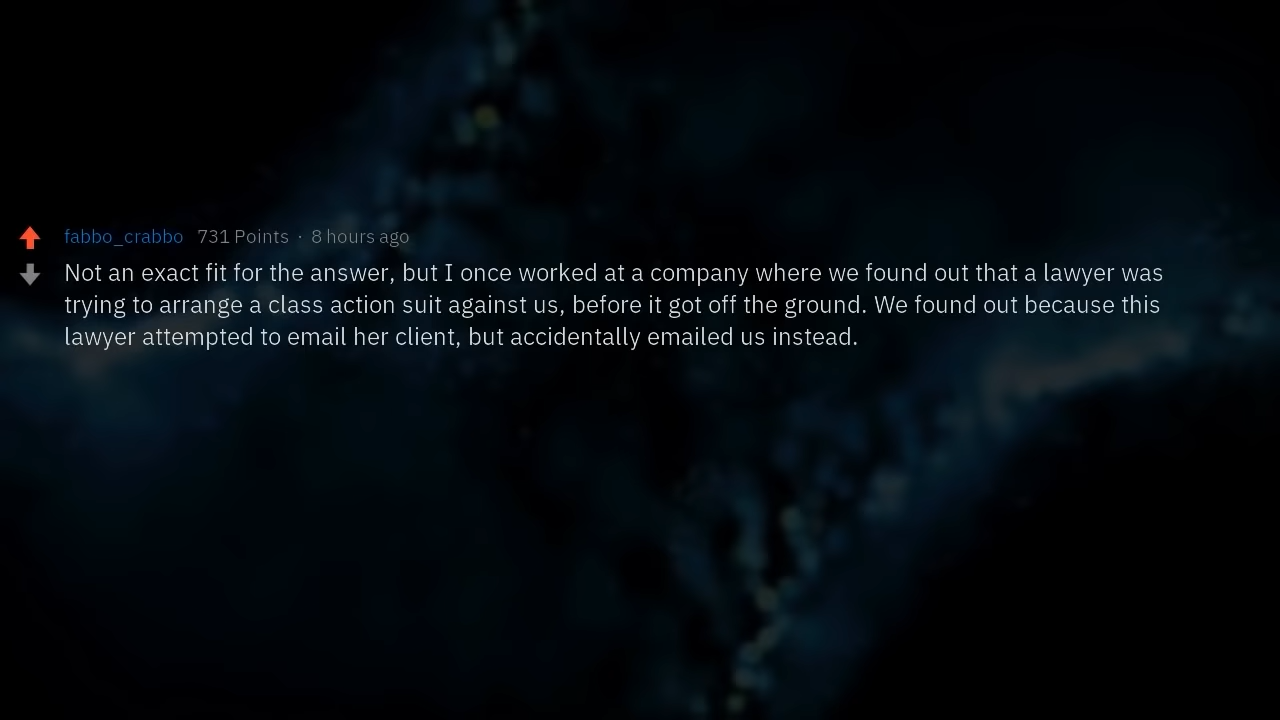 fabbo_crabbo 731 Points · 8 hours ago
Not an exact fit for the answer, but I once worked at a company where we found out that a lawyer was
trying to arrange a class action suit against us, before it got off the ground. We found out because this
lawyer attempted to email her client, but accidentally emailed us instead.